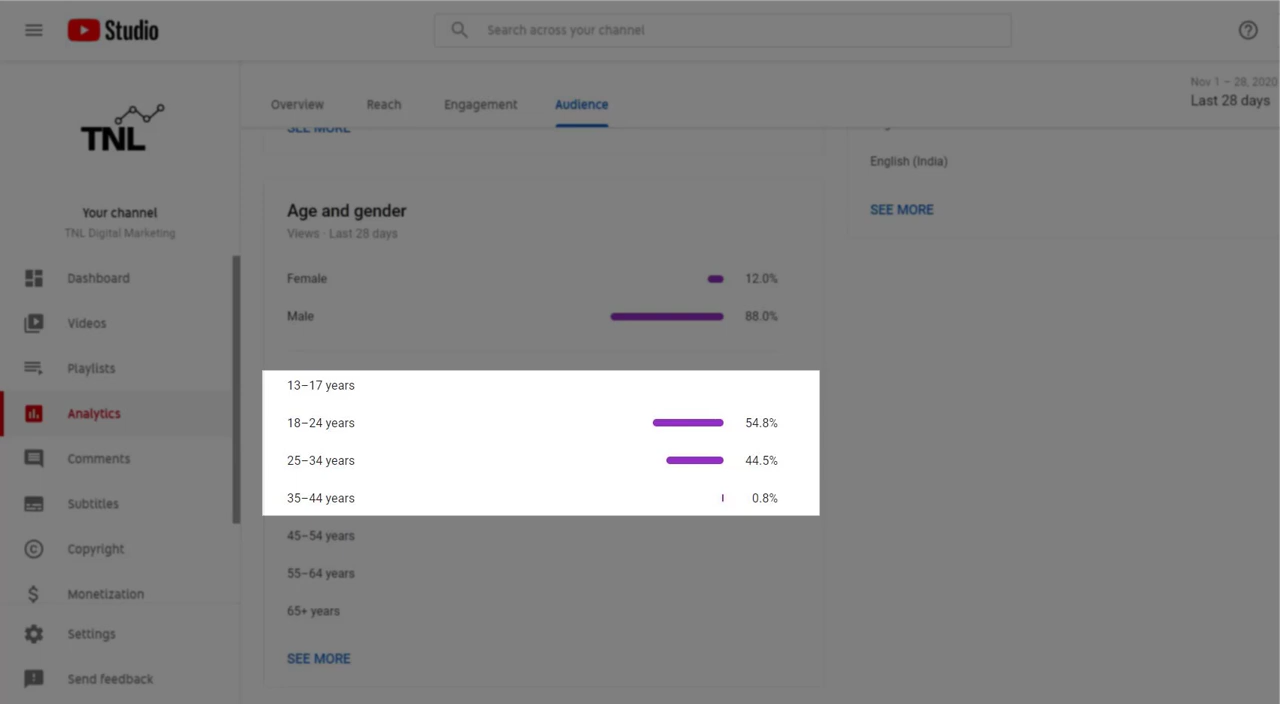 Studio
Search across your channel
TNL
Your channel
TNL Digital Marketing
Dashboard
Videos
Playlists
Analytics
Comments
Subtitles
Copyright
Monetization
Settings
Send feedback
Overview Reach Engagement Audience
Nov 1 – 28, 2020
Last 28 days
SEE MORE
Age and gender
Views · Last 28 days
Female 12.0%
Male 88.0%
13–17 years
18–24 years 54.8%
25–34 years 44.5%
35–44 years 0.8%
45–54 years
55–64 years
65+ years
SEE MORE
English (India)
SEE MORE